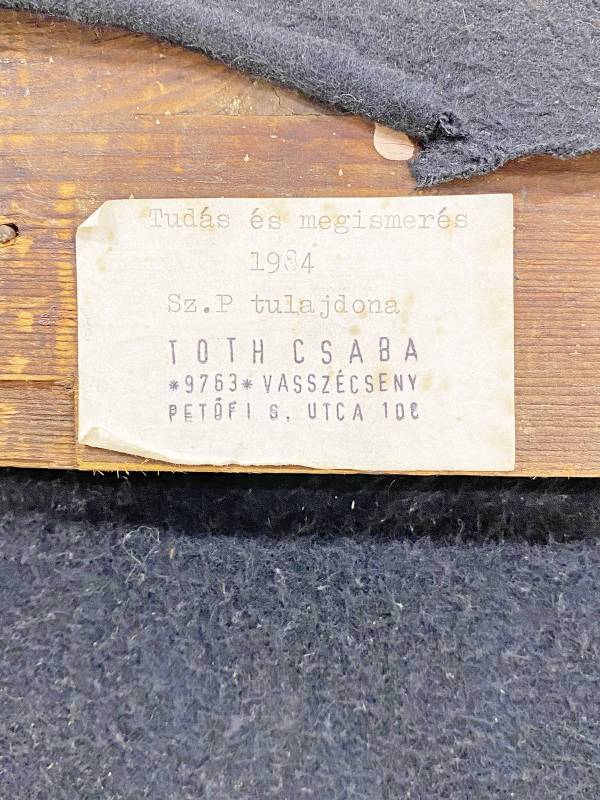 Tudás és megismerés
1984
Sz.P tulajdona
TOTH CSABA
*9763* VASSZÉCSENY
PETŐFI S. UTCA 108